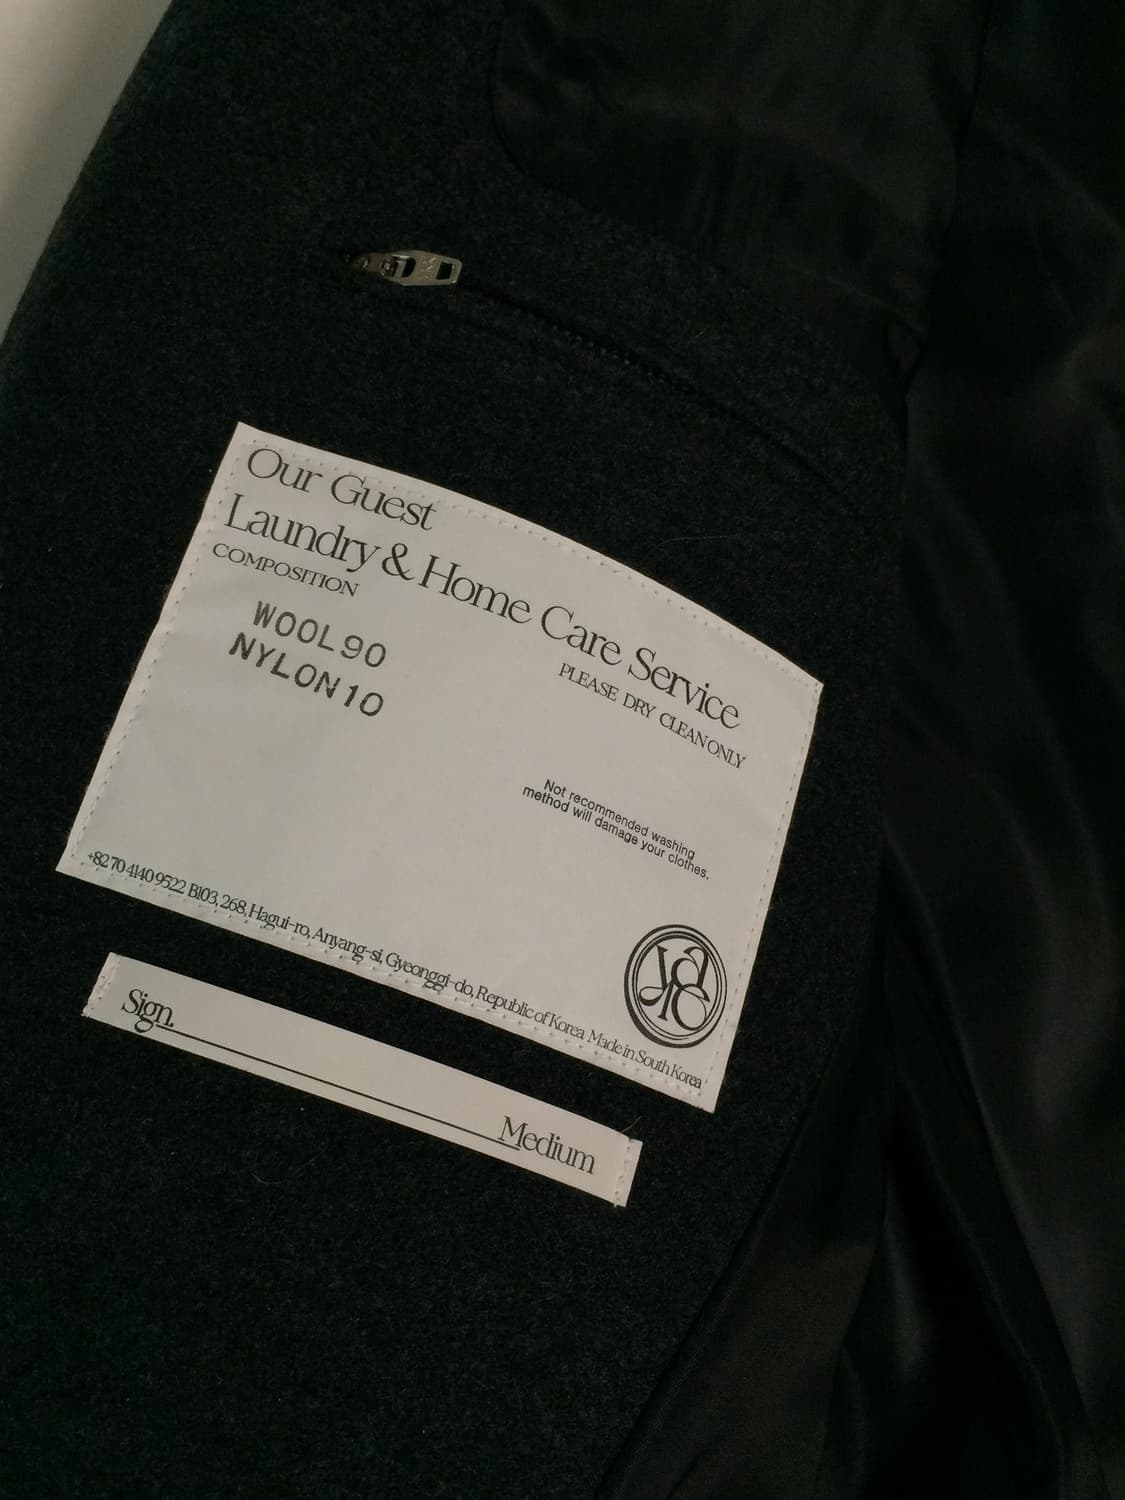 Our Guest
Laundry & Home Care Service
COMPOSITION
PLEASE DRY CLEAN ONLY
WOOL 90
NYLON 10
Not recommended washing
method will damage your clothes.
+82 70 4140 9522 B103, 268, Hagui-ro, Anyang-si, Gyeonggi-do, Republic of Korea Made in South Korea
Sign.
Medium